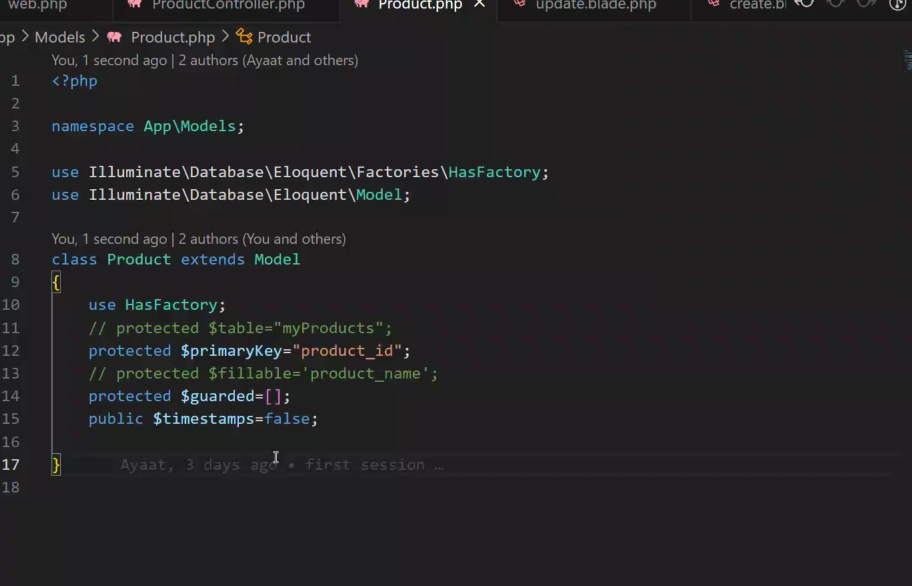 web.php ProductController.php Product.php update.blade.php create.bl
pp > Models > Product.php > Product
You, 1 second ago | 2 authors (Ayaat and others)
1 <?php
2
3 namespace App\Models;
4
5 use Illuminate\Database\Eloquent\Factories\HasFactory;
6 use Illuminate\Database\Eloquent\Model;
7
You, 1 second ago | 2 authors (You and others)
8 class Product extends Model
9 {
10 use HasFactory;
11 // protected $table="myProducts";
12 protected $primaryKey="product_id";
13 // protected $fillable='product_name';
14 protected $guarded=[];
15 public $timestamps=false;
16
17 } Ayaat, 3 days ago • first session …
18